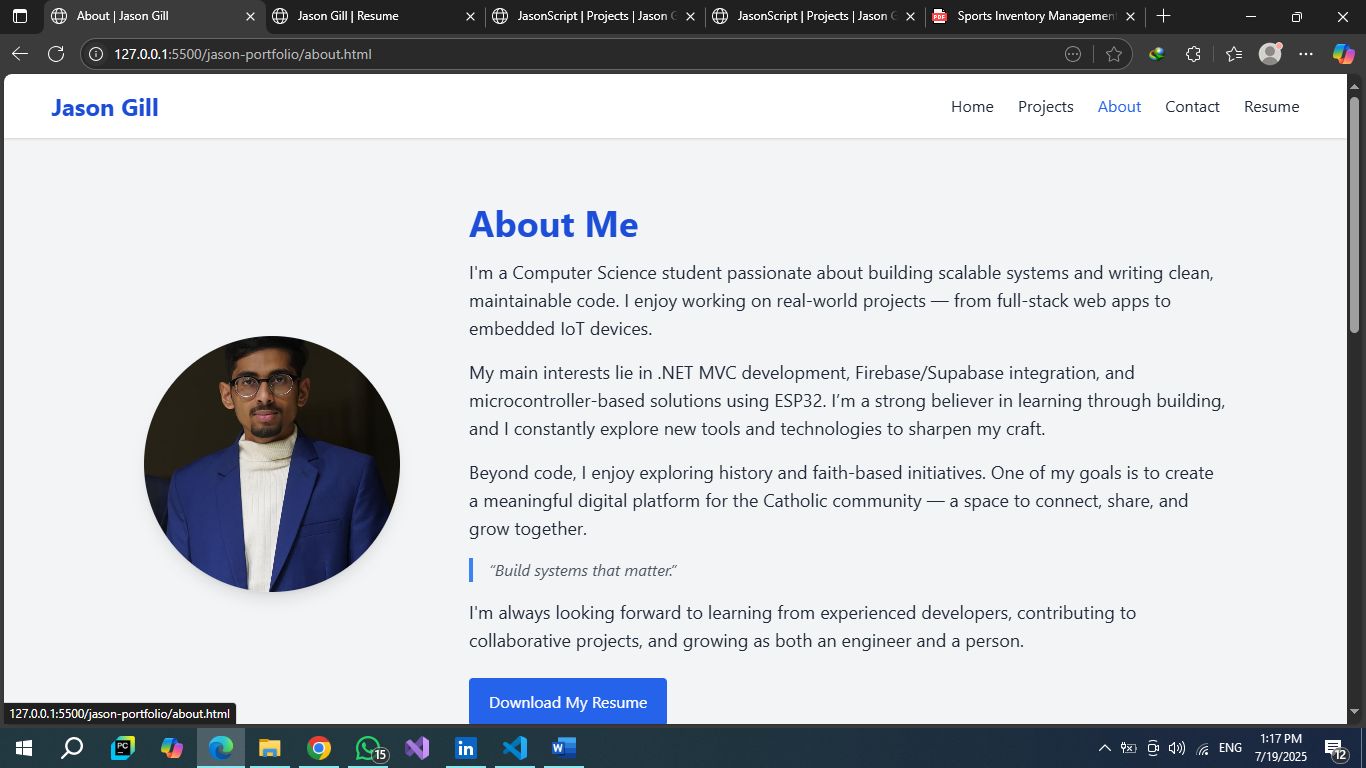 About | Jason Gill
Jason Gill | Resume
JasonScript | Projects | Jason G
JasonScript | Projects | Jason G
PDF
Sports Inventory Management
127.0.0.1:5500/jason-portfolio/about.html
Jason Gill
Home
Projects
About
Contact
Resume
About Me
I'm a Computer Science student passionate about building scalable systems and writing clean,
maintainable code. I enjoy working on real-world projects — from full-stack web apps to
embedded IoT devices.
My main interests lie in .NET MVC development, Firebase/Supabase integration, and
microcontroller-based solutions using ESP32. I’m a strong believer in learning through building,
and I constantly explore new tools and technologies to sharpen my craft.
Beyond code, I enjoy exploring history and faith-based initiatives. One of my goals is to create
a meaningful digital platform for the Catholic community — a space to connect, share, and
grow together.
“Build systems that matter.”
I'm always looking forward to learning from experienced developers, contributing to
collaborative projects, and growing as both an engineer and a person.
Download My Resume
127.0.0.1:5500/jason-portfolio/about.html
PC
15
in
W
ENG
1:17 PM
7/19/2025
12